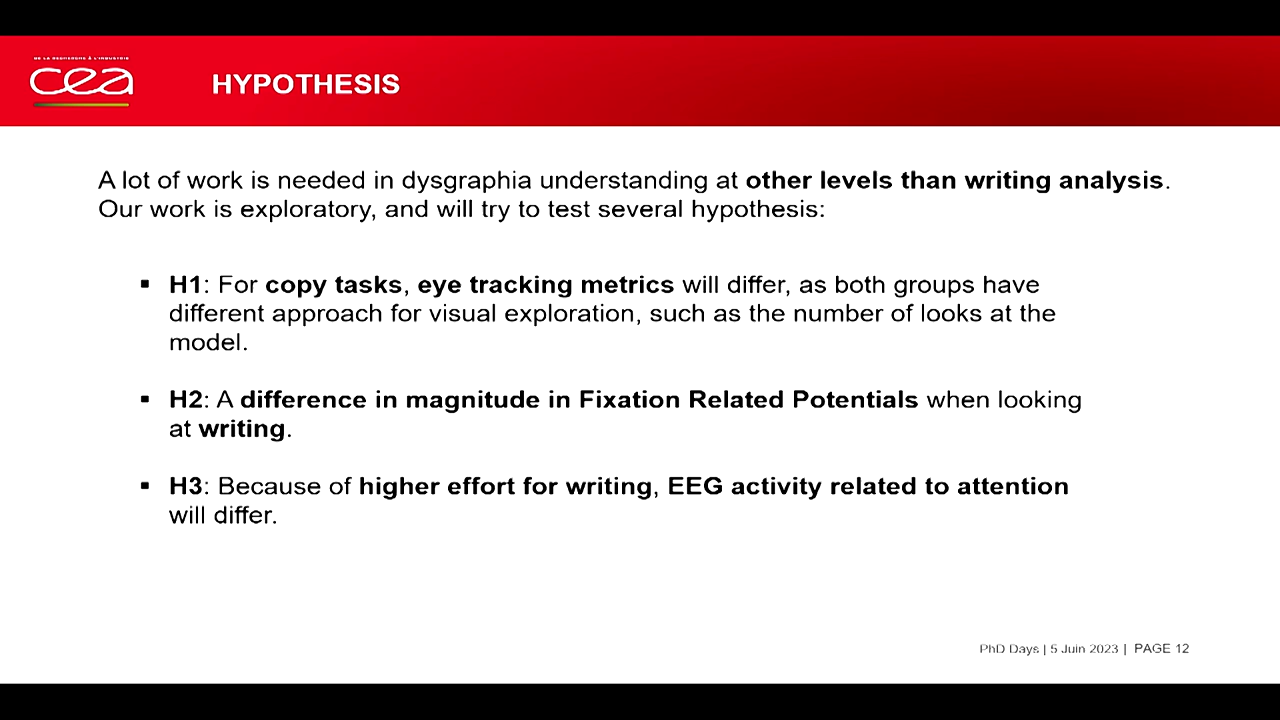 DE LA RECHERCHE À L'INDUSTRIE
cea
HYPOTHESIS
A lot of work is needed in dysgraphia understanding at other levels than writing analysis.
Our work is exploratory, and will try to test several hypothesis:
▪ H1: For copy tasks, eye tracking metrics will differ, as both groups have
different approach for visual exploration, such as the number of looks at the
model.
▪ H2: A difference in magnitude in Fixation Related Potentials when looking
at writing.
▪ H3: Because of higher effort for writing, EEG activity related to attention
will differ.
PhD Days | 5 Juin 2023 | PAGE 12